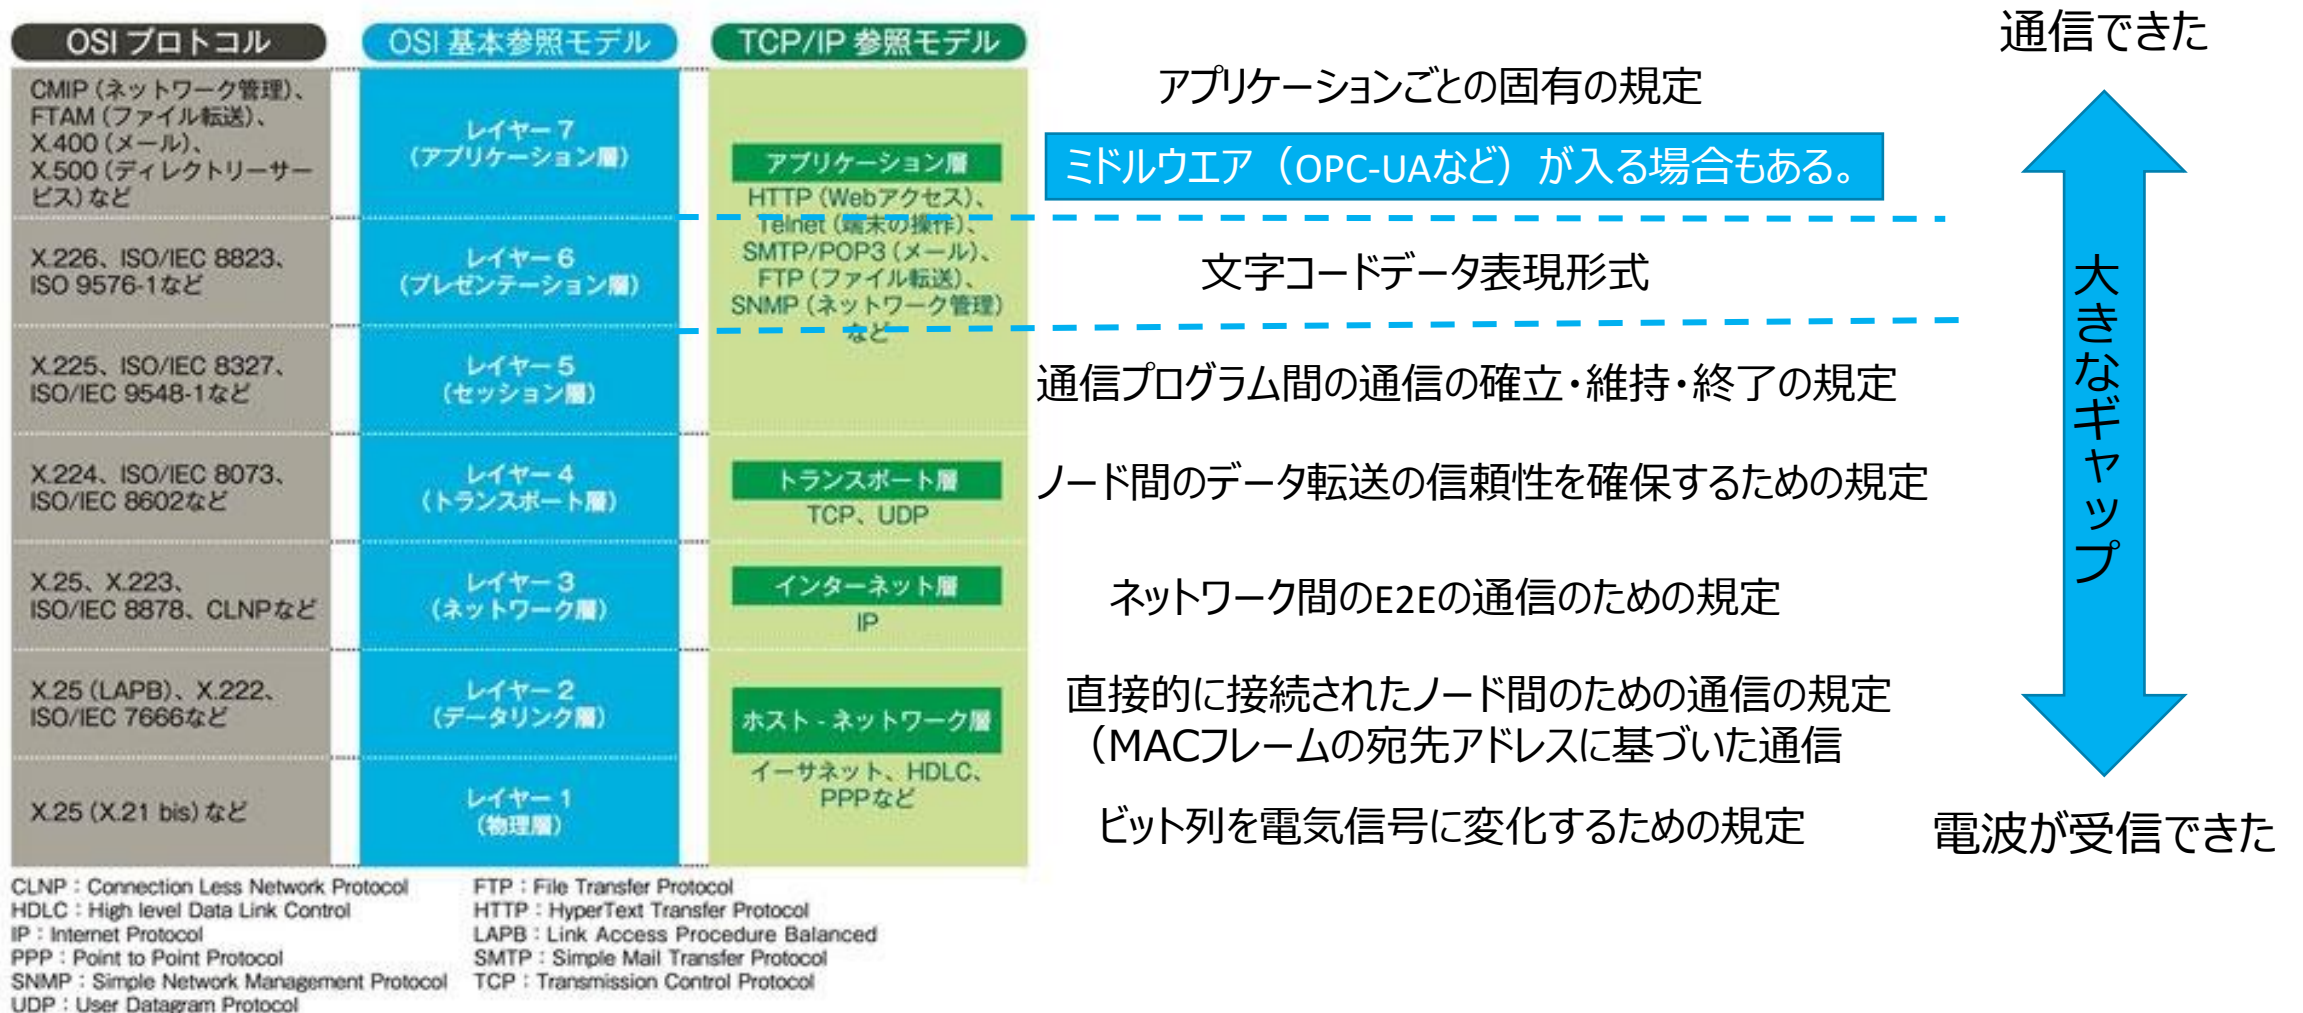 OSI プロトコル
CMIP (ネットワーク管理)、
FTAM (ファイル転送)、
X.400 (メール)、
X.500 (ディレクトリーサー
ビス) など
X.226、ISO/IEC 8823、
ISO 9576-1など
X.225、ISO/IEC 8327、
ISO/IEC 9548-1など
X.224、ISO/IEC 8073、
ISO/IEC 8602など
X.25、X.223、
ISO/IEC 8878、CLNPなど
X.25 (LAPB)、X.222、
ISO/IEC 7666など
X.25 (X.21 bis) など
OSI 基本参照モデル
レイヤー 7
(アプリケーション層)
レイヤー 6
(プレゼンテーション層)
レイヤー 5
(セッション層)
レイヤー 4
(トランスポート層)
レイヤー 3
(ネットワーク層)
レイヤー 2
(データリンク層)
レイヤー 1
(物理層)
TCP/IP 参照モデル
アプリケーション層
HTTP (Webアクセス)、
Telnet (端末の操作)、
SMTP/POP3 (メール)、
FTP (ファイル転送)、
SNMP (ネットワーク管理)
など
トランスポート層
TCP、UDP
インターネット層
IP
ホスト - ネットワーク層
イーサネット、HDLC、
PPPなど
アプリケーションごとの固有の規定
ミドルウエア（OPC-UAなど）が入る場合もある。
文字コードデータ表現形式
通信プログラム間の通信の確立・維持・終了の規定
ノード間のデータ転送の信頼性を確保するための規定
ネットワーク間のE2Eの通信のための規定
直接的に接続されたノード間のための通信の規定
（MACフレームの宛先アドレスに基づいた通信
ビット列を電気信号に変化するための規定
通信できた
大きなギャップ
電波が受信できた
CLNP：Connection Less Network Protocol
HDLC：High level Data Link Control
IP：Internet Protocol
PPP：Point to Point Protocol
SNMP：Simple Network Management Protocol
UDP：User Datagram Protocol
FTP：File Transfer Protocol
HTTP：HyperText Transfer Protocol
LAPB：Link Access Procedure Balanced
SMTP：Simple Mail Transfer Protocol
TCP：Transmission Control Protocol